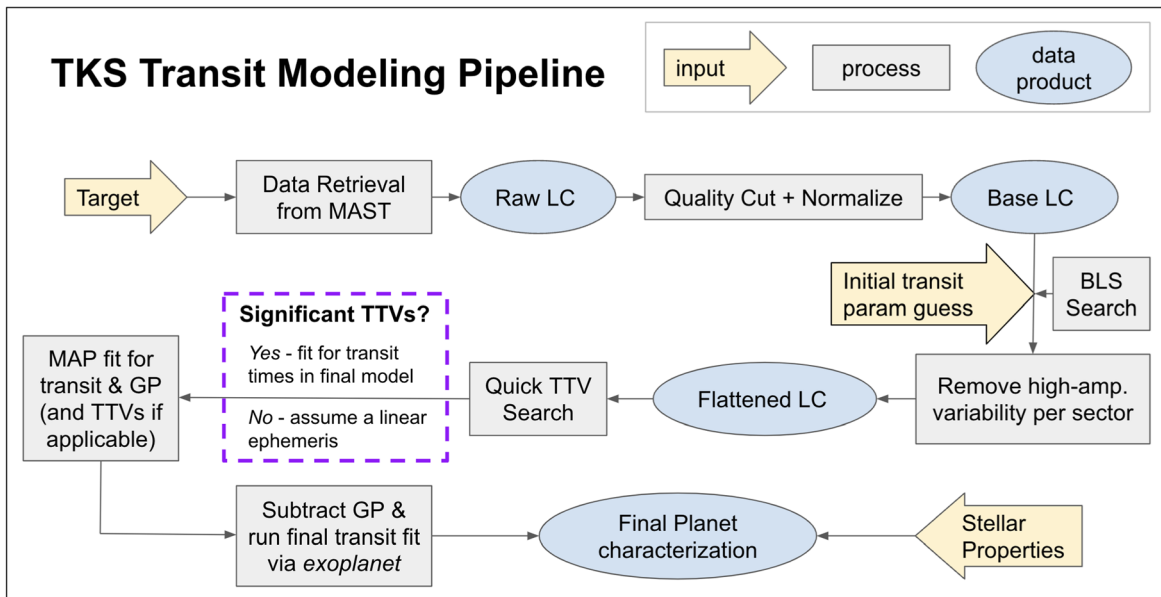 TKS Transit Modeling Pipeline
input
process
data
product
Target
Data Retrieval
from MAST
Raw LC
Quality Cut + Normalize
Base LC
Initial transit
param guess
BLS
Search
Remove high-amp.
variability per sector
Flattened LC
Quick TTV
Search
Significant TTVs?
Yes - fit for transit
times in final model
No - assume a linear
ephemeris
MAP fit for
transit & GP
(and TTVs if
applicable)
Subtract GP &
run final transit fit
via exoplanet
Final Planet
characterization
Stellar
Properties